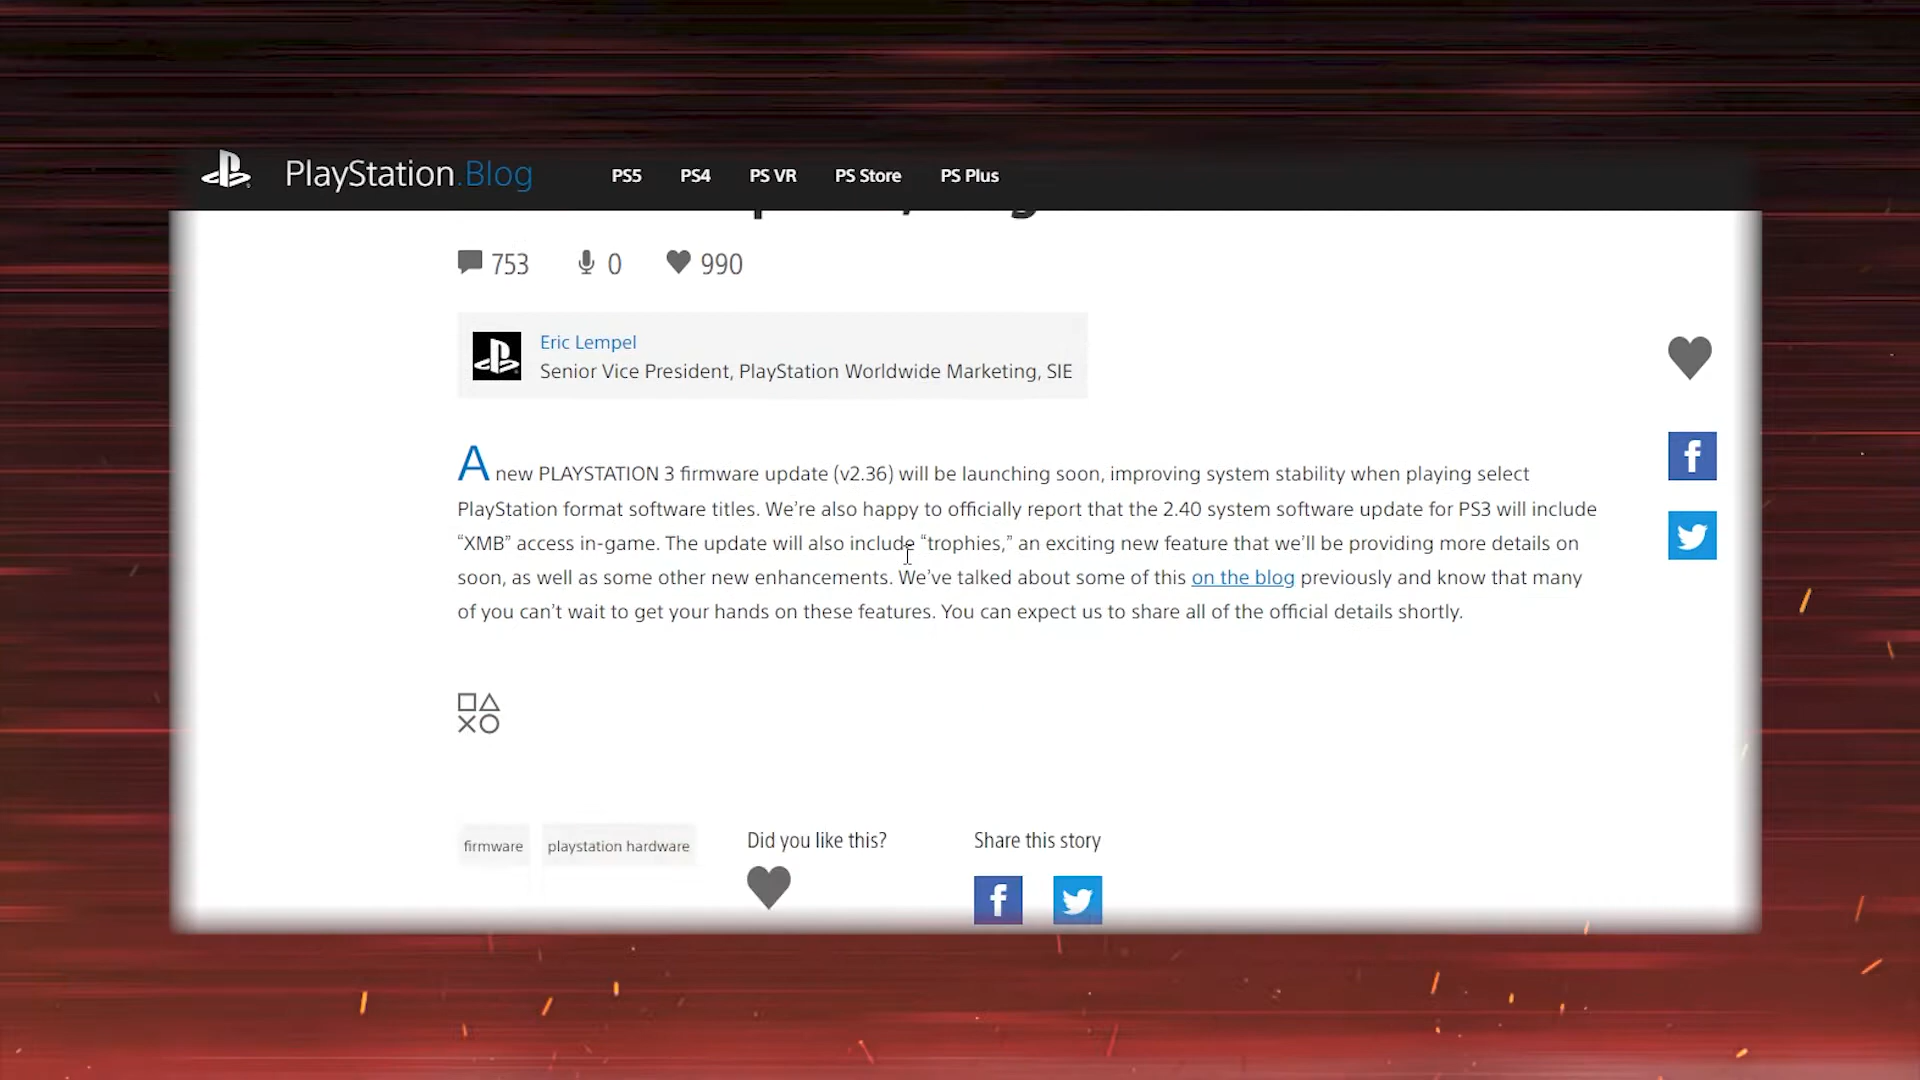 PlayStation.Blog PS5 PS4 PS VR PS Store PS Plus
753 0 990
Eric Lempel
Senior Vice President, PlayStation Worldwide Marketing, SIE
A new PLAYSTATION 3 firmware update (v2.36) will be launching soon, improving system stability when playing select
PlayStation format software titles. We’re also happy to officially report that the 2.40 system software update for PS3 will include
“XMB” access in-game. The update will also include “trophies,” an exciting new feature that we’ll be providing more details on
soon, as well as some other new enhancements. We’ve talked about some of this on the blog previously and know that many
of you can’t wait to get your hands on these features. You can expect us to share all of the official details shortly.
firmware playstation hardware Did you like this? Share this story